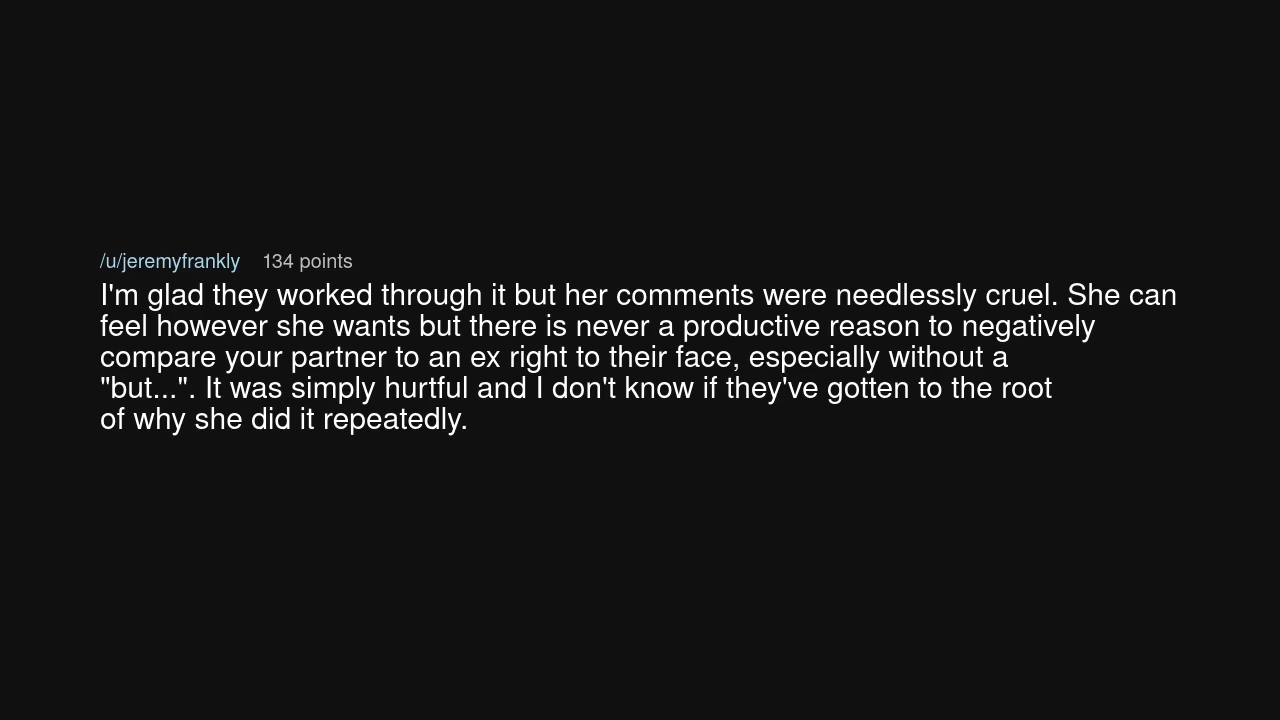 /u/jeremyfrankly 134 points
I'm glad they worked through it but her comments were needlessly cruel. She can
feel however she wants but there is never a productive reason to negatively
compare your partner to an ex right to their face, especially without a
"but...". It was simply hurtful and I don't know if they've gotten to the root
of why she did it repeatedly.